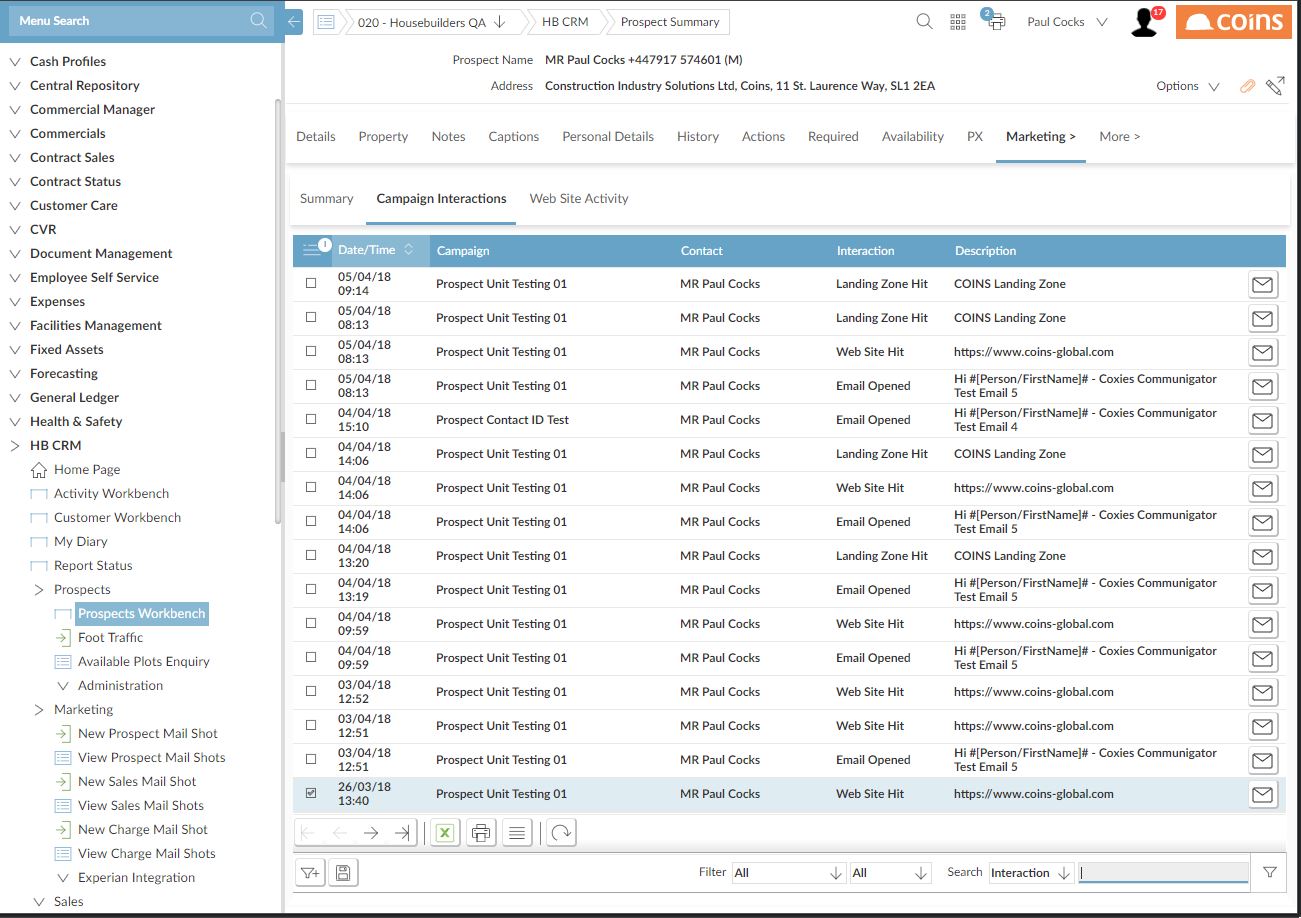 Menu Search
020 - Housebuilders QA
HB CRM
Prospect Summary
2
Paul Cocks
17
COINS
Prospect Name MR Paul Cocks +447917 574601 (M)
Address Construction Industry Solutions Ltd, Coins, 11 St. Laurence Way, SL1 2EA
Options
Cash Profiles
Central Repository
Commercial Manager
Commercials
Contract Sales
Contract Status
Customer Care
CVR
Document Management
Employee Self Service
Expenses
Facilities Management
Fixed Assets
Forecasting
General Ledger
Health & Safety
HB CRM
Home Page
Activity Workbench
Customer Workbench
My Diary
Report Status
Prospects
Prospects Workbench
Foot Traffic
Available Plots Enquiry
Administration
Marketing
New Prospect Mail Shot
View Prospect Mail Shots
New Sales Mail Shot
View Sales Mail Shots
New Charge Mail Shot
View Charge Mail Shots
Experian Integration
Sales
Details Property Notes Captions Personal Details History Actions Required Availability PX Marketing > More >
Summary Campaign Interactions Web Site Activity
1 Date/Time Campaign Contact Interaction Description
05/04/18 09:14 Prospect Unit Testing 01 MR Paul Cocks Landing Zone Hit COINS Landing Zone
05/04/18 08:13 Prospect Unit Testing 01 MR Paul Cocks Landing Zone Hit COINS Landing Zone
05/04/18 08:13 Prospect Unit Testing 01 MR Paul Cocks Web Site Hit https://www.coins-global.com
05/04/18 08:13 Prospect Unit Testing 01 MR Paul Cocks Email Opened Hi #[Person/FirstName]# - Coxies Communigator Test Email 5
04/04/18 15:10 Prospect Contact ID Test MR Paul Cocks Email Opened Hi #[Person/FirstName]# - Coxies Communigator Test Email 4
04/04/18 14:06 Prospect Unit Testing 01 MR Paul Cocks Landing Zone Hit COINS Landing Zone
04/04/18 14:06 Prospect Unit Testing 01 MR Paul Cocks Web Site Hit https://www.coins-global.com
04/04/18 14:06 Prospect Unit Testing 01 MR Paul Cocks Email Opened Hi #[Person/FirstName]# - Coxies Communigator Test Email 5
04/04/18 13:20 Prospect Unit Testing 01 MR Paul Cocks Landing Zone Hit COINS Landing Zone
04/04/18 13:19 Prospect Unit Testing 01 MR Paul Cocks Email Opened Hi #[Person/FirstName]# - Coxies Communigator Test Email 5
04/04/18 09:59 Prospect Unit Testing 01 MR Paul Cocks Web Site Hit https://www.coins-global.com
04/04/18 09:59 Prospect Unit Testing 01 MR Paul Cocks Email Opened Hi #[Person/FirstName]# - Coxies Communigator Test Email 5
03/04/18 12:52 Prospect Unit Testing 01 MR Paul Cocks Web Site Hit https://www.coins-global.com
03/04/18 12:51 Prospect Unit Testing 01 MR Paul Cocks Web Site Hit https://www.coins-global.com
03/04/18 12:51 Prospect Unit Testing 01 MR Paul Cocks Email Opened Hi #[Person/FirstName]# - Coxies Communigator Test Email 5
26/03/18 13:40 Prospect Unit Testing 01 MR Paul Cocks Web Site Hit https://www.coins-global.com
Filter All All Search Interaction